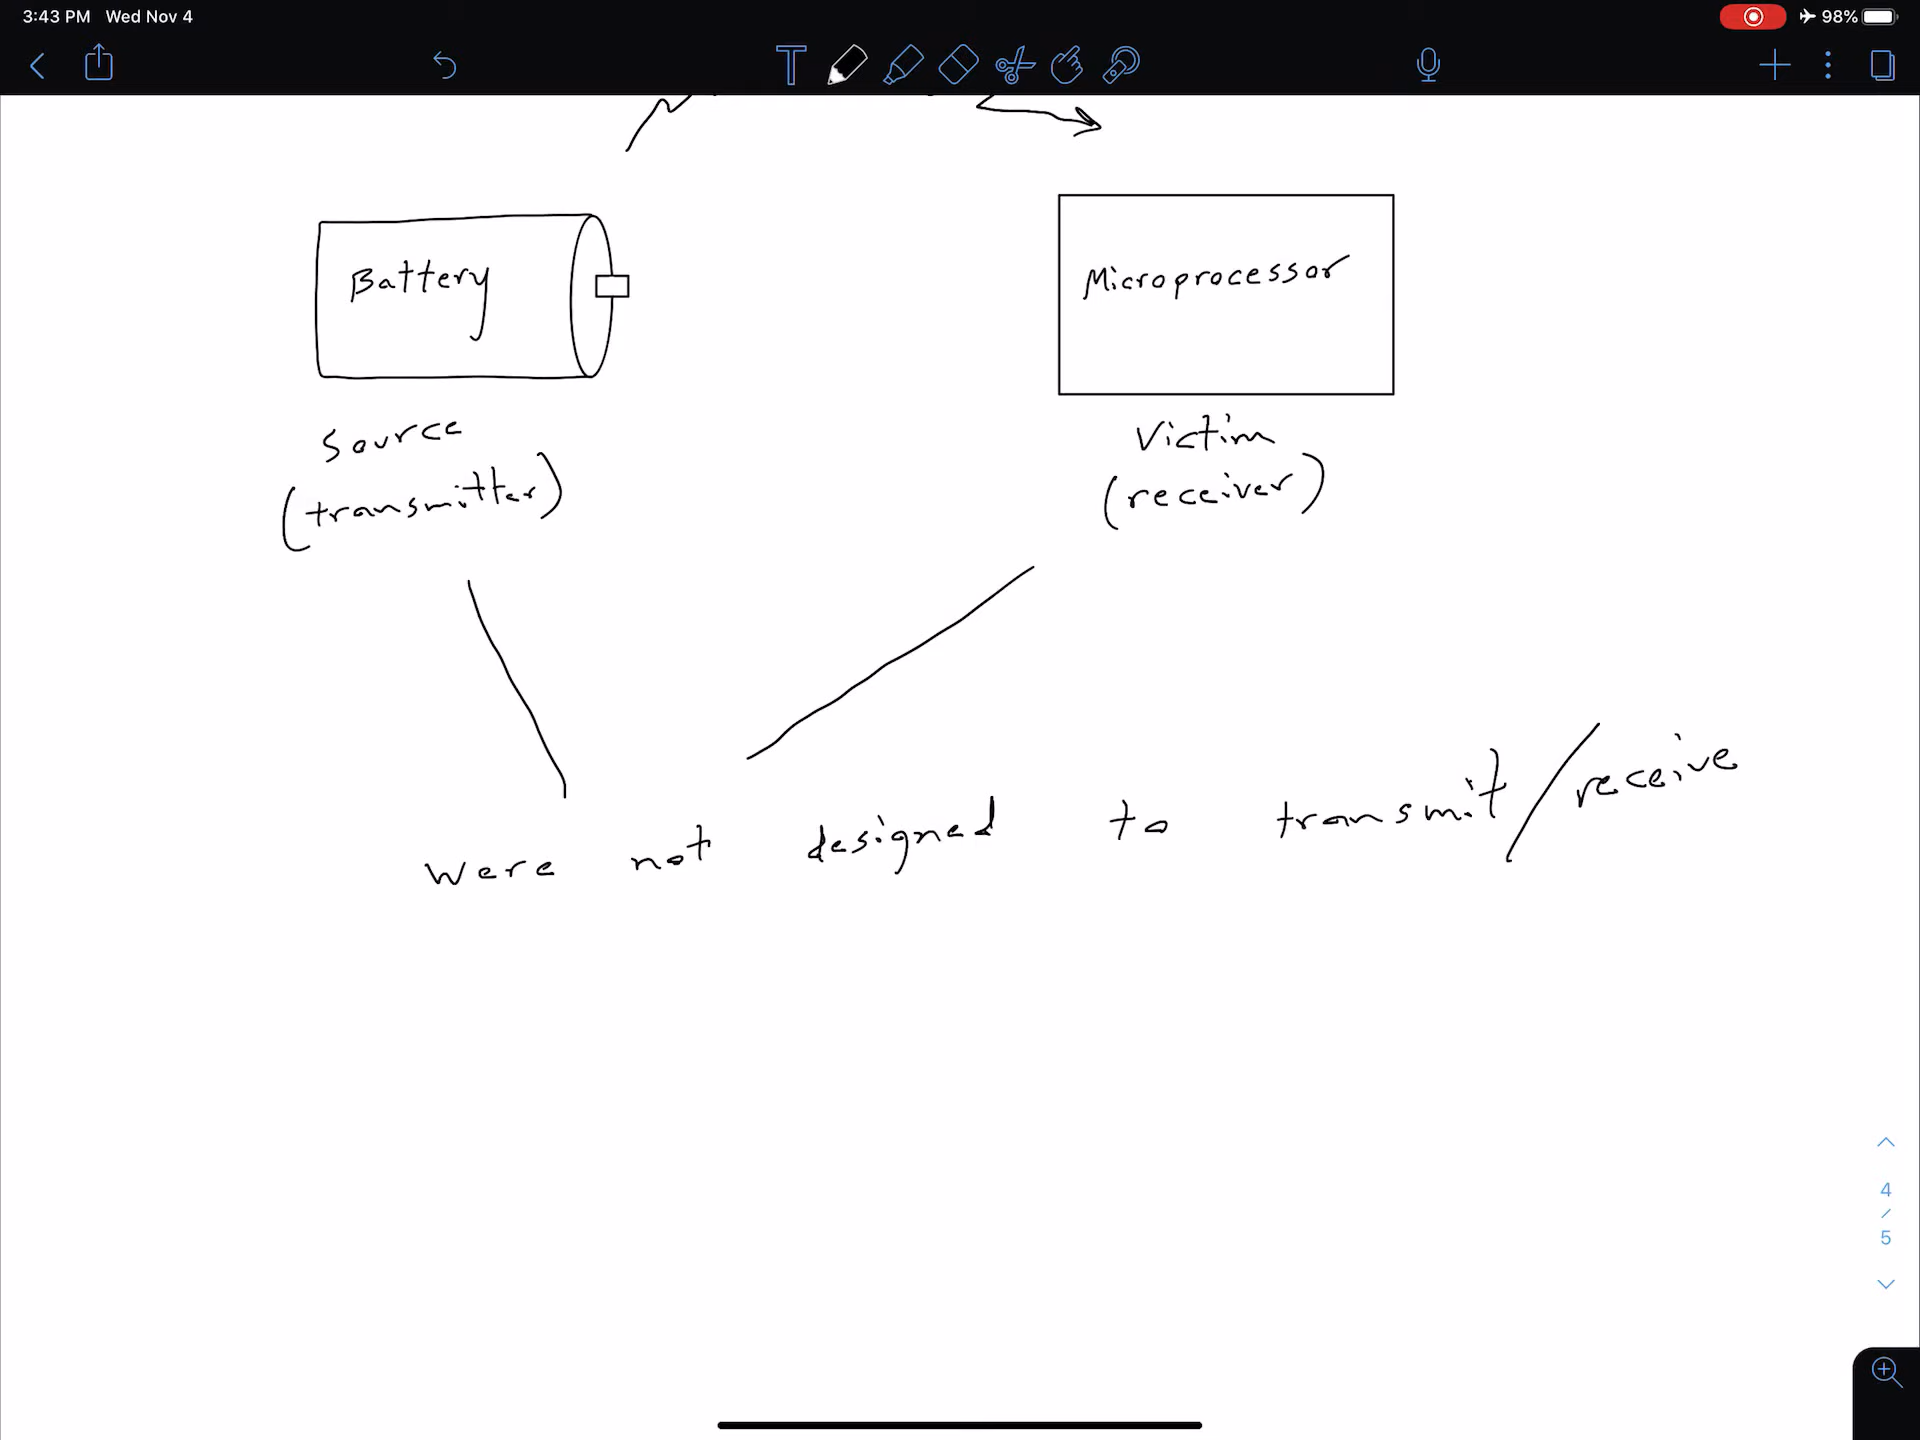 3:43 PM Wed Nov 4
98%
T
Battery
Microprocessor
Source
(transmitter)
Victim
(receiver)
were not designed to transmit/receive
4
/
5